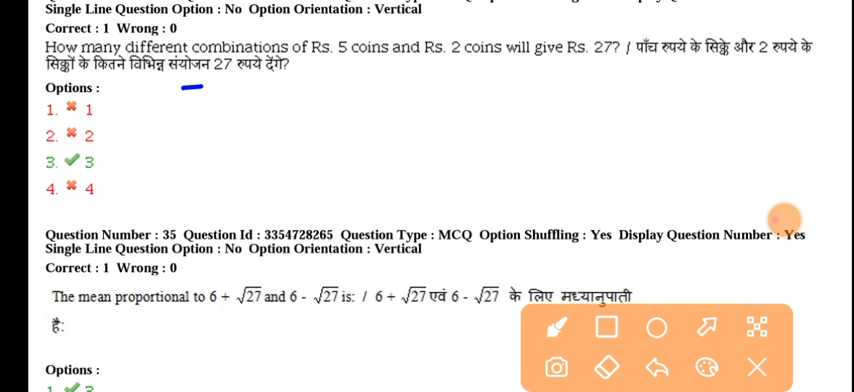 Single Line Question Option : No Option Orientation : Vertical
Correct : 1 Wrong : 0
How many different combinations of Rs. 5 coins and Rs. 2 coins will give Rs. 27? / पाँच रुपये के सिक्के और 2 रुपये के
सिक्कों के कितने विभिन्न संयोजन 27 रुपये देंगे?
Options :
1. 1
2. 2
3. 3
4. 4
Question Number : 35 Question Id : 3354728265 Question Type : MCQ Option Shuffling : Yes Display Question Number : Yes
Single Line Question Option : No Option Orientation : Vertical
Correct : 1 Wrong : 0
The mean proportional to 6 + √27 and 6 - √27 is: / 6 + √27 एवं 6 - √27 के लिए मध्यानुपाती
है:
Options :